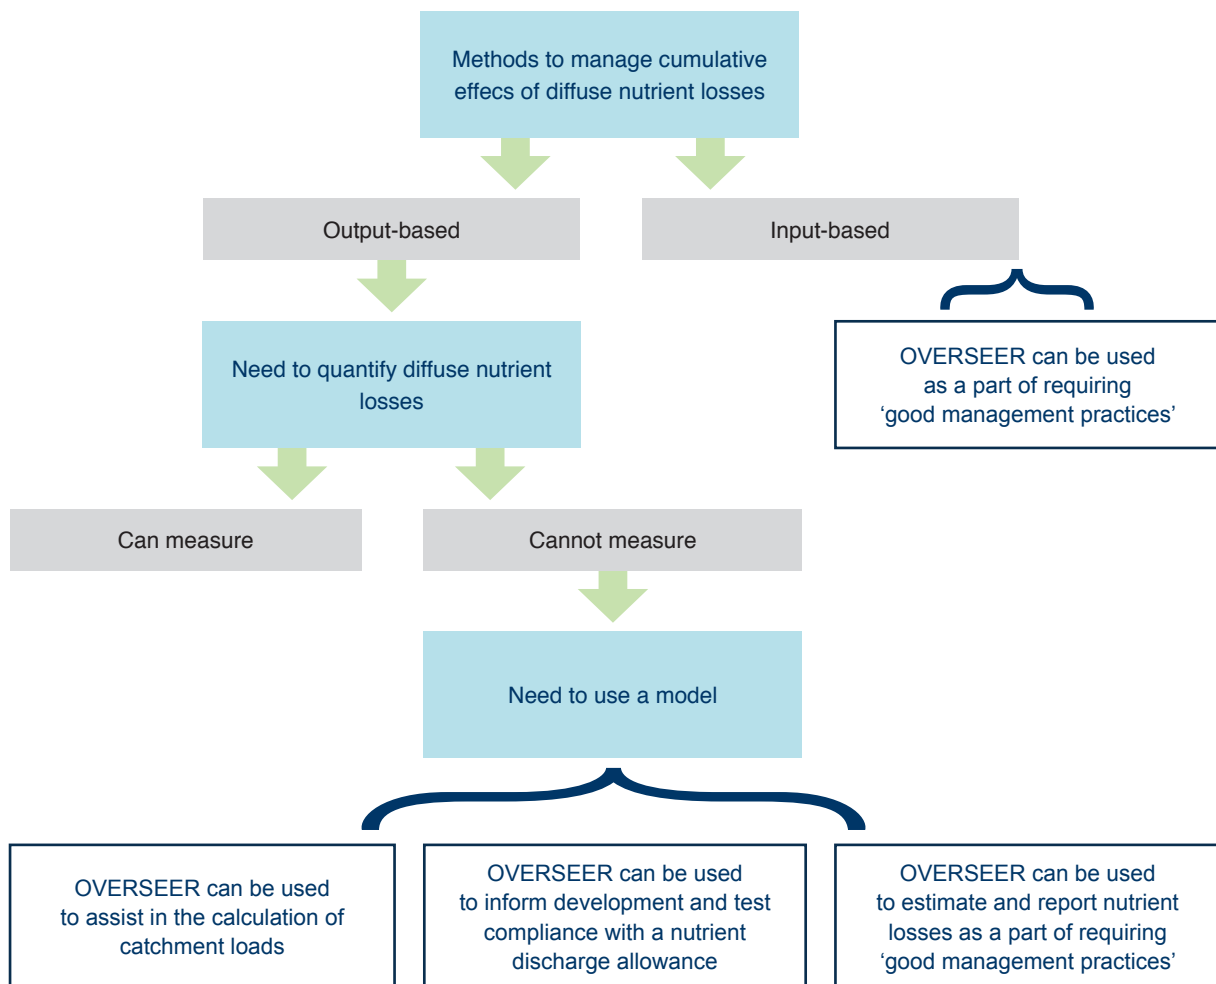 Methods to manage cumulative
effecs of diffuse nutrient losses
Output-based
Input-based
Need to quantify diffuse nutrient
losses
OVERSEER can be used
as a part of requiring
‘good management practices’
Can measure
Cannot measure
Need to use a model
OVERSEER can be used
to assist in the calculation of
catchment loads
OVERSEER can be used
to inform development and test
compliance with a nutrient
discharge allowance
OVERSEER can be used
to estimate and report nutrient
losses as a part of requiring
‘good management practices’